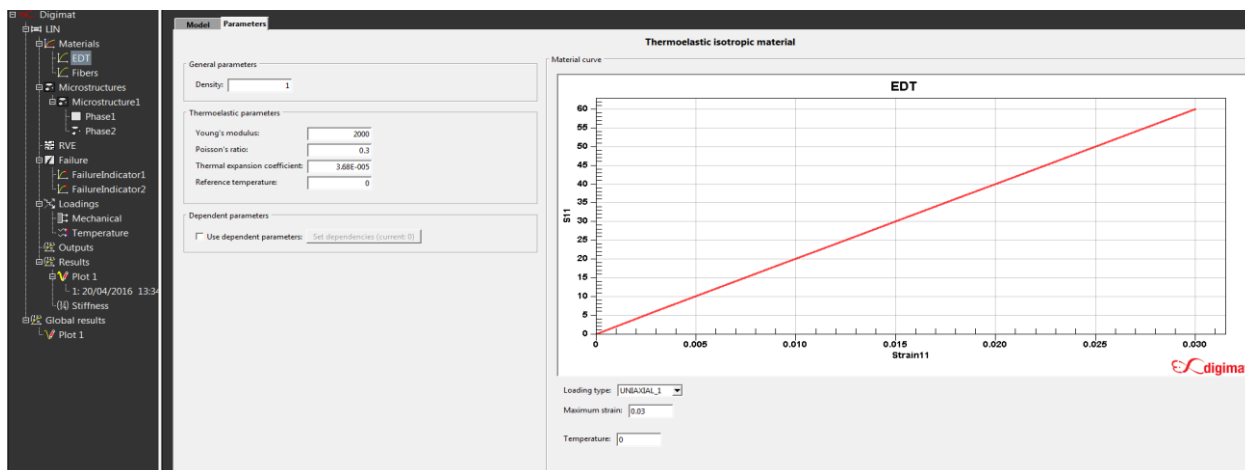 Digimat
LIN
Materials
EDT
Fibers
Microstructures
Microstructure1
Phase1
Phase2
RVE
Failure
FailureIndicator1
FailureIndicator2
Loadings
Mechanical
Temperature
Outputs
Results
Plot 1
1: 20/04/2016 13:34
Stiffness
Global results
Plot 1
Model Parameters
Thermoelastic isotropic material
General parameters
Density: 1
Thermoelastic parameters
Young's modulus: 2000
Poisson's ratio: 0.3
Thermal expansion coefficient: 3.68E-005
Reference temperature: 0
Dependent parameters
Use dependent parameters: Set dependencies (current: 0)
Material curve
EDT
60
55
50
45
40
35
30
25
20
15
10
5
0
S11
0 0.005 0.010 0.015 0.020 0.025 0.030
Strain11
digimat
Loading type: UNIAXIAL_1
Maximum strain: 0.03
Temperature: 0